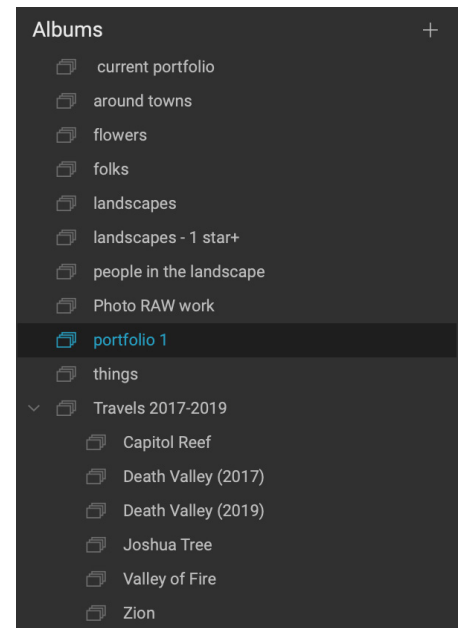 Albums
current portfolio
around towns
flowers
folks
landscapes
landscapes - 1 star+
people in the landscape
Photo RAW work
portfolio 1
things
Travels 2017-2019
Capitol Reef
Death Valley (2017)
Death Valley (2019)
Joshua Tree
Valley of Fire
Zion